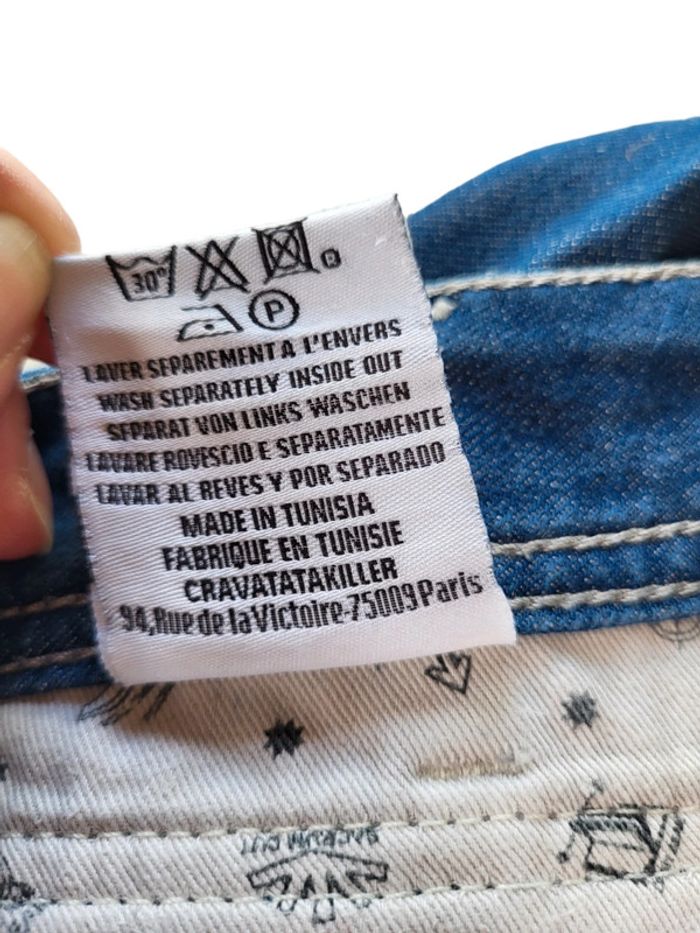 30°
P
LAVER SEPAREMENT A L'ENVERS
WASH SEPARATELY INSIDE OUT
SEPARAT VON LINKS WASCHEN
LAVARE ROVESCIO E SEPARATAMENTE
LAVAR AL REVES Y POR SEPARADO
MADE IN TUNISIA
FABRIQUE EN TUNISIE
CRAVATATAKILLER
94,Rue de la Victoire-75009 Paris